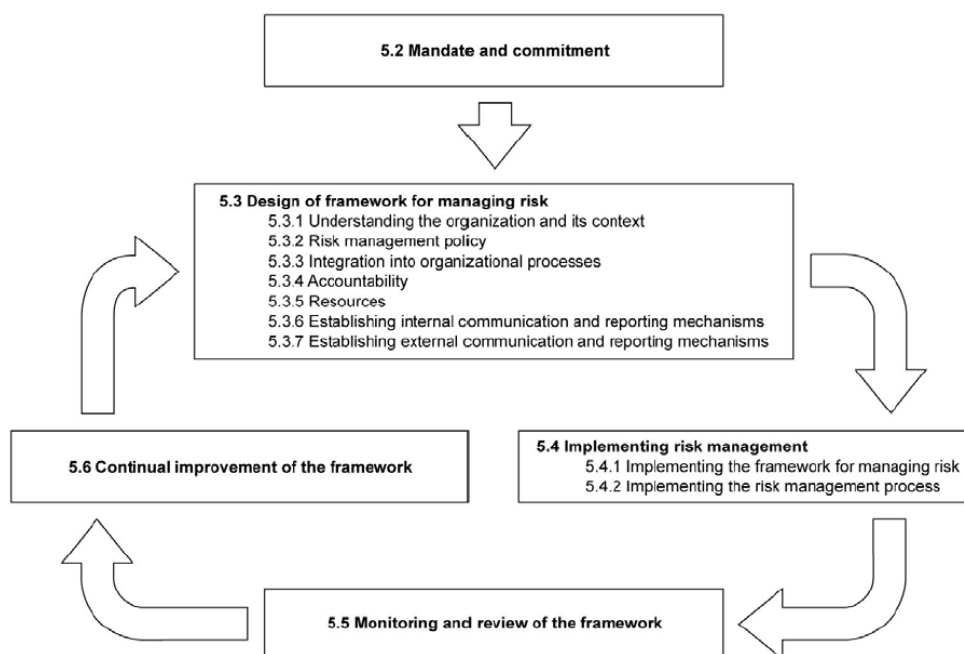 5.2 Mandate and commitment
5.3 Design of framework for managing risk
5.3.1 Understanding the organization and its context
5.3.2 Risk management policy
5.3.3 Integration into organizational processes
5.3.4 Accountability
5.3.5 Resources
5.3.6 Establishing internal communication and reporting mechanisms
5.3.7 Establishing external communication and reporting mechanisms
5.6 Continual improvement of the framework
5.4 Implementing risk management
5.4.1 Implementing the framework for managing risk
5.4.2 Implementing the risk management process
5.5 Monitoring and review of the framework